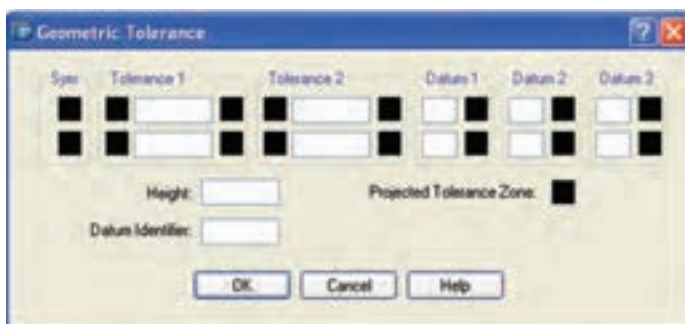 Geometric Tolerance
Sym Tolerance 1 Tolerance 2 Datum 1 Datum 2 Datum 3
Height: Projected Tolerance Zone:
Datum Identifier:
OK Cancel Help